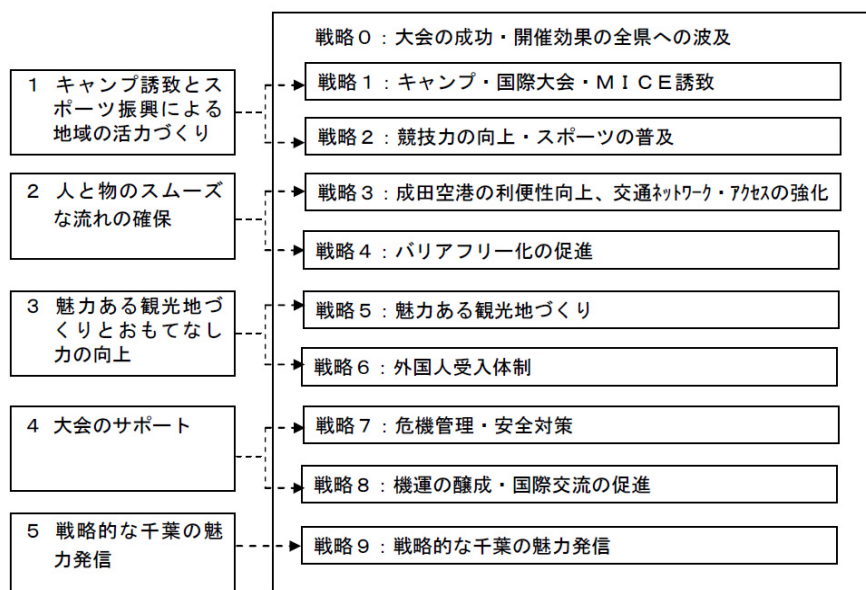 戦略０：大会の成功・開催効果の全県への波及
１ キャンプ誘致とス
ポーツ振興による
地域の活力づくり
戦略１：キャンプ・国際大会・ＭＩＣＥ誘致
戦略２：競技力の向上・スポーツの普及
２ 人と物のスムーズ
な流れの確保
戦略３：成田空港の利便性向上、交通ﾈｯﾄﾜｰｸ・ｱｸｾｽの強化
戦略４：バリアフリー化の促進
３ 魅力ある観光地づ
くりとおもてなし
力の向上
戦略５：魅力ある観光地づくり
戦略６：外国人受入体制
４ 大会のサポート
戦略７：危機管理・安全対策
戦略８：機運の醸成・国際交流の促進
５ 戦略的な千葉の魅
力発信
戦略９：戦略的な千葉の魅力発信